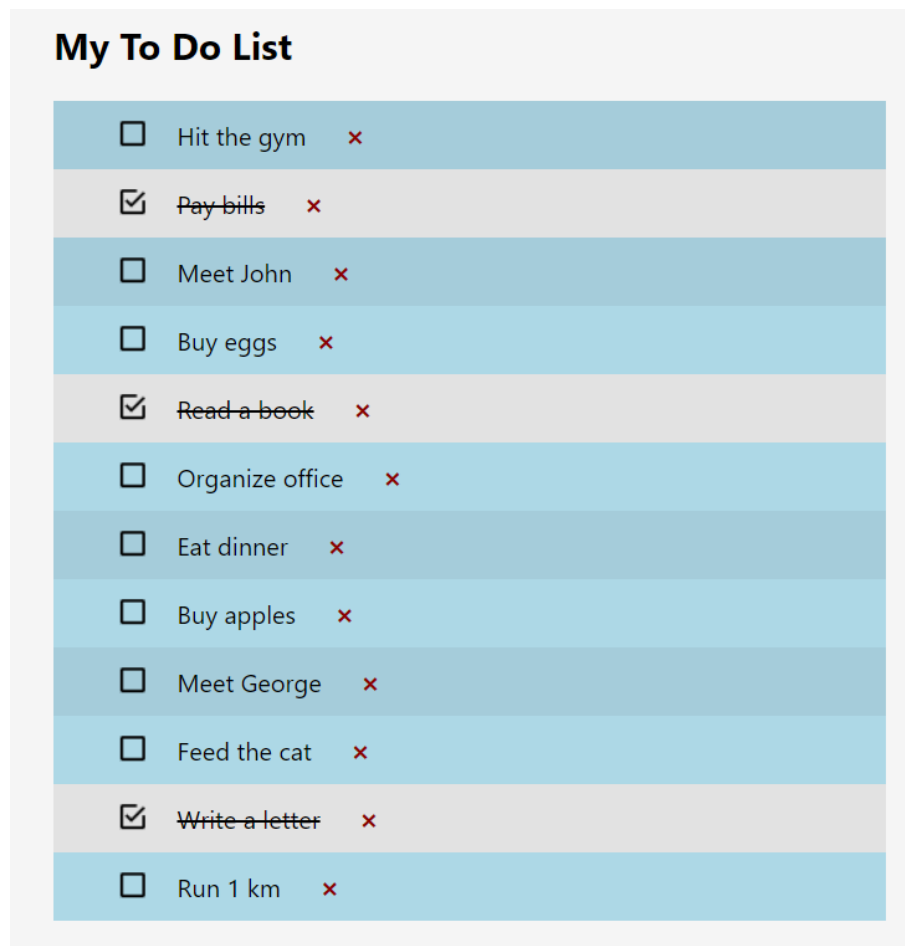 My To Do List
Hit the gym ×
Pay bills ×
Meet John ×
Buy eggs ×
Read a book ×
Organize office ×
Eat dinner ×
Buy apples ×
Meet George ×
Feed the cat ×
Write a letter ×
Run 1 km ×